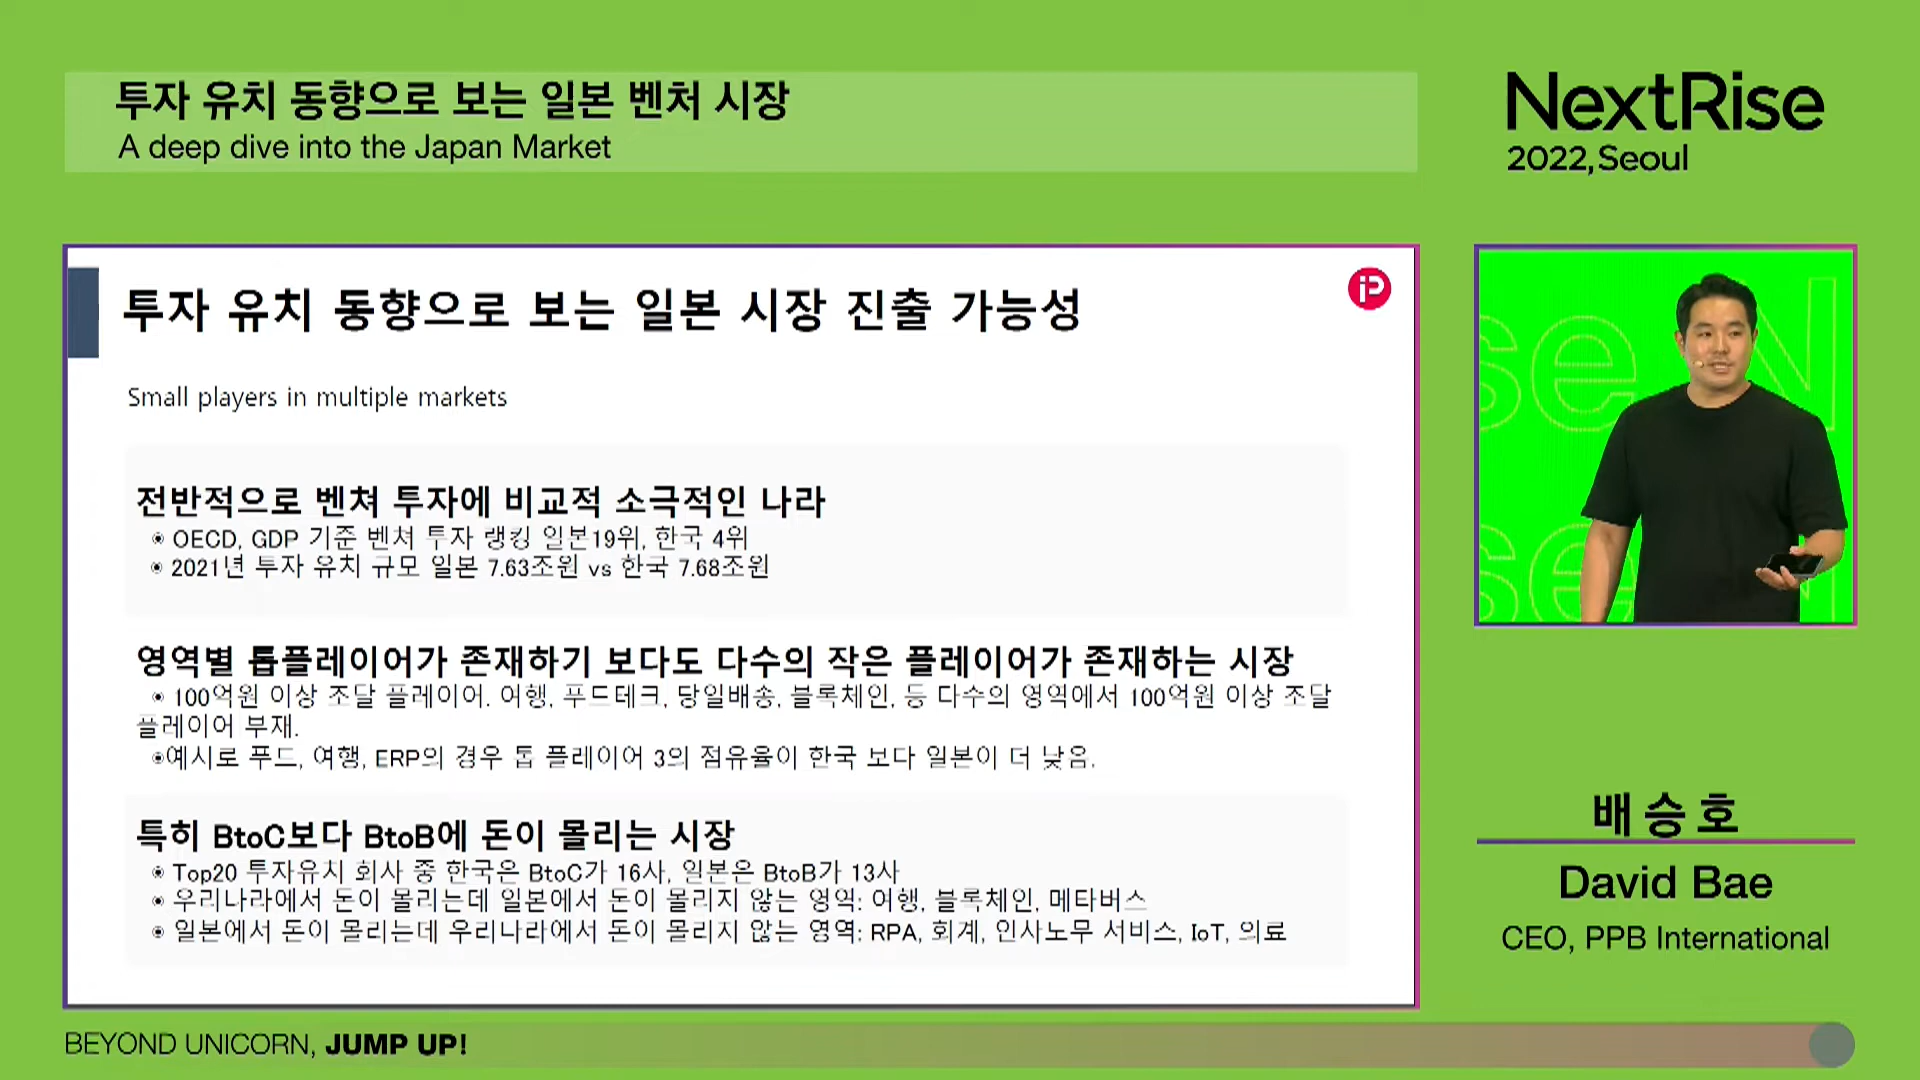 투자 유치 동향으로 보는 일본 벤처 시장
A deep dive into the Japan Market
NextRise
2022, Seoul
투자 유치 동향으로 보는 일본 시장 진출 가능성
Small players in multiple markets
전반적으로 벤쳐 투자에 비교적 소극적인 나라
◉ OECD, GDP 기준 벤쳐 투자 랭킹 일본19위, 한국 4위
◉ 2021년 투자 유치 규모 일본 7.63조원 vs 한국 7.68조원
영역별 톱플레이어가 존재하기 보다도 다수의 작은 플레이어가 존재하는 시장
◉ 100억원 이상 조달 플레이어. 여행, 푸드테크, 당일배송, 블록체인, 등 다수의 영역에서 100억원 이상 조달
플레이어 부재.
◉예시로 푸드, 여행, ERP의 경우 톱 플레이어 3의 점유율이 한국 보다 일본이 더 낮음.
특히 BtoC보다 BtoB에 돈이 몰리는 시장
◉ Top20 투자유치 회사 중 한국은 BtoC가 16사, 일본은 BtoB가 13사
◉ 우리나라에서 돈이 몰리는데 일본에서 돈이 몰리지 않는 영역: 여행, 블록체인, 메타버스
◉ 일본에서 돈이 몰리는데 우리나라에서 돈이 몰리지 않는 영역: RPA, 회계, 인사노무 서비스, IoT, 의료
se N
se
배승호
David Bae
CEO, PPB International
BEYOND UNICORN, JUMP UP!